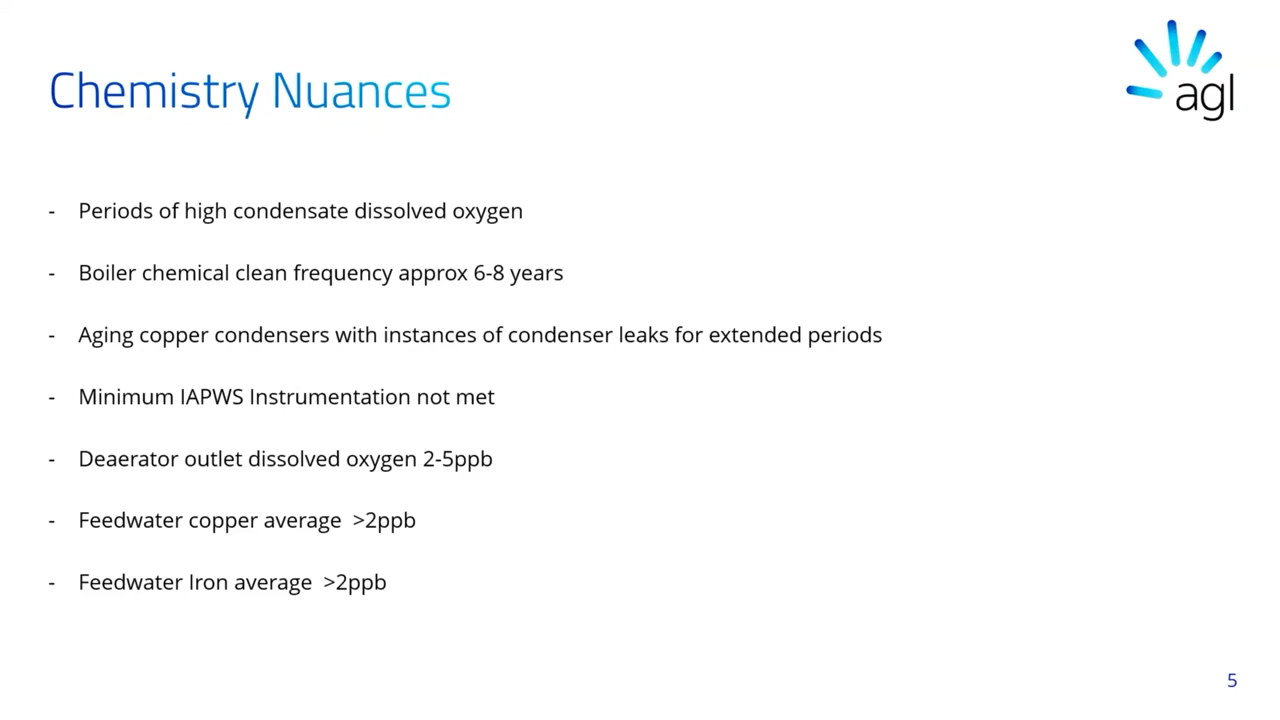 Chemistry Nuances
agl
- Periods of high condensate dissolved oxygen
- Boiler chemical clean frequency approx 6-8 years
- Aging copper condensers with instances of condenser leaks for extended periods
- Minimum IAPWS Instrumentation not met
- Deaerator outlet dissolved oxygen 2-5ppb
- Feedwater copper average  >2ppb
- Feedwater Iron average  >2ppb
5